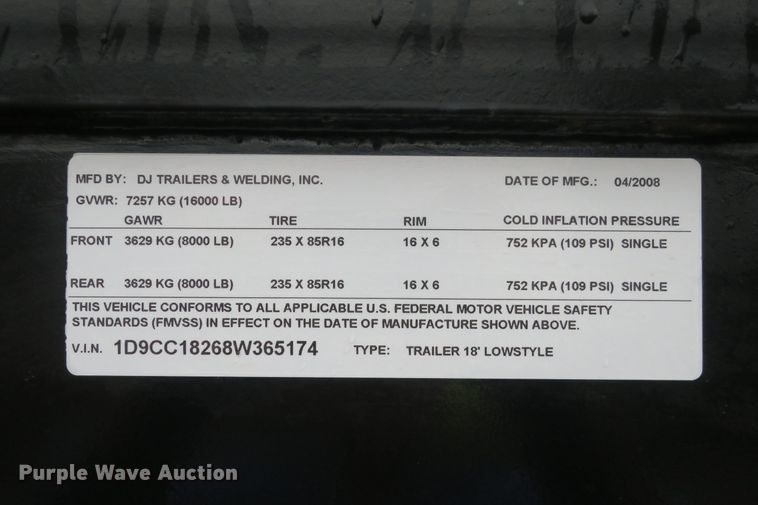 MFD BY: DJ TRAILERS & WELDING, INC. DATE OF MFG.: 04/2008
GVWR: 7257 KG (16000 LB)
GAWR TIRE RIM COLD INFLATION PRESSURE
FRONT 3629 KG (8000 LB) 235 X 85R16 16 X 6 752 KPA (109 PSI) SINGLE
REAR 3629 KG (8000 LB) 235 X 85R16 16 X 6 752 KPA (109 PSI) SINGLE
THIS VEHICLE CONFORMS TO ALL APPLICABLE U.S. FEDERAL MOTOR VEHICLE SAFETY
STANDARDS (FMVSS) IN EFFECT ON THE DATE OF MANUFACTURE SHOWN ABOVE.
V.I.N. 1D9CC18268W365174 TYPE: TRAILER 18' LOWSTYLE
Purple Wave Auction